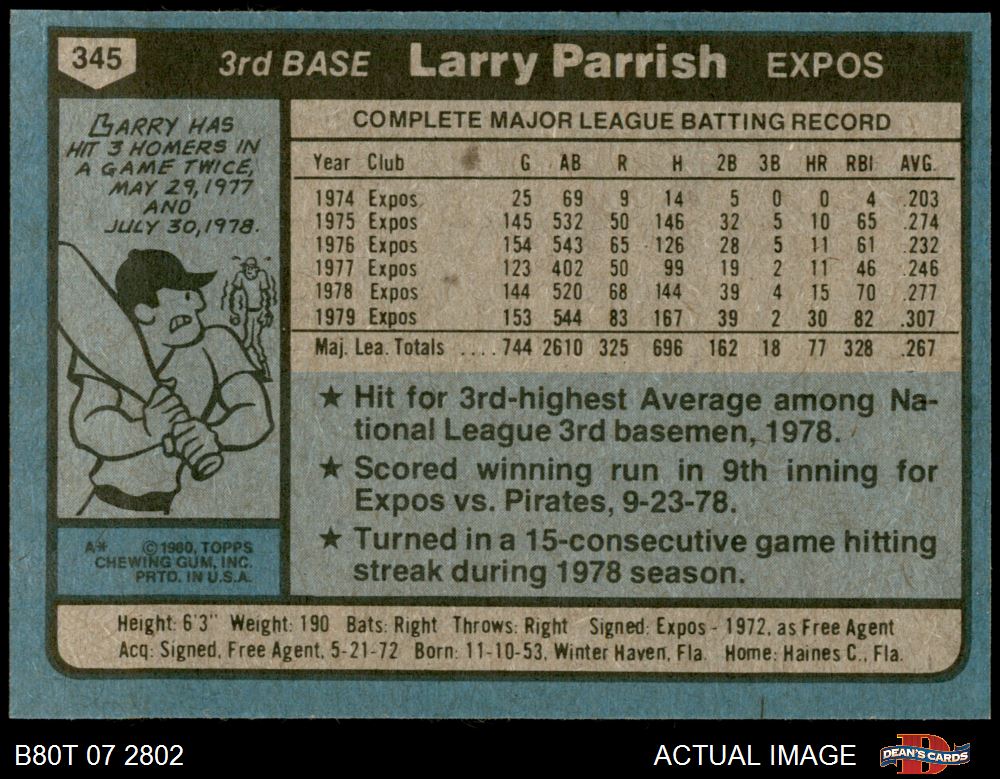 345
3rd BASE Larry Parrish EXPOS
LARRY HAS
HIT 3 HOMERS IN
A GAME TWICE,
MAY 29, 1977
AND
JULY 30, 1978.
COMPLETE MAJOR LEAGUE BATTING RECORD
Year Club G AB R H 2B 3B HR RBI AVG.
1974 Expos 25 69 9 14 5 0 0 4 .203
1975 Expos 145 532 50 146 32 5 10 65 .274
1976 Expos 154 543 65 126 28 5 11 61 .232
1977 Expos 123 402 50 99 19 2 11 46 .246
1978 Expos 144 520 68 144 39 4 15 70 .277
1979 Expos 153 544 83 167 39 2 30 82 .307
Maj. Lea. Totals .... 744 2610 325 696 162 18 77 328 .267
★ Hit for 3rd-highest Average among Na-
tional League 3rd basemen, 1978.
★ Scored winning run in 9th inning for
Expos vs. Pirates, 9-23-78.
★ Turned in a 15-consecutive game hitting
streak during 1978 season.
A* © 1980, TOPPS
CHEWING GUM, INC.
PRTD. IN U.S.A.
Height: 6'3" Weight: 190 Bats: Right Throws: Right Signed: Expos - 1972, as Free Agent
Acq: Signed, Free Agent, 5-21-72 Born: 11-10-53, Winter Haven, Fla. Home: Haines C., Fla.
B80T 07 2802
ACTUAL IMAGE
DEAN'S CARDS